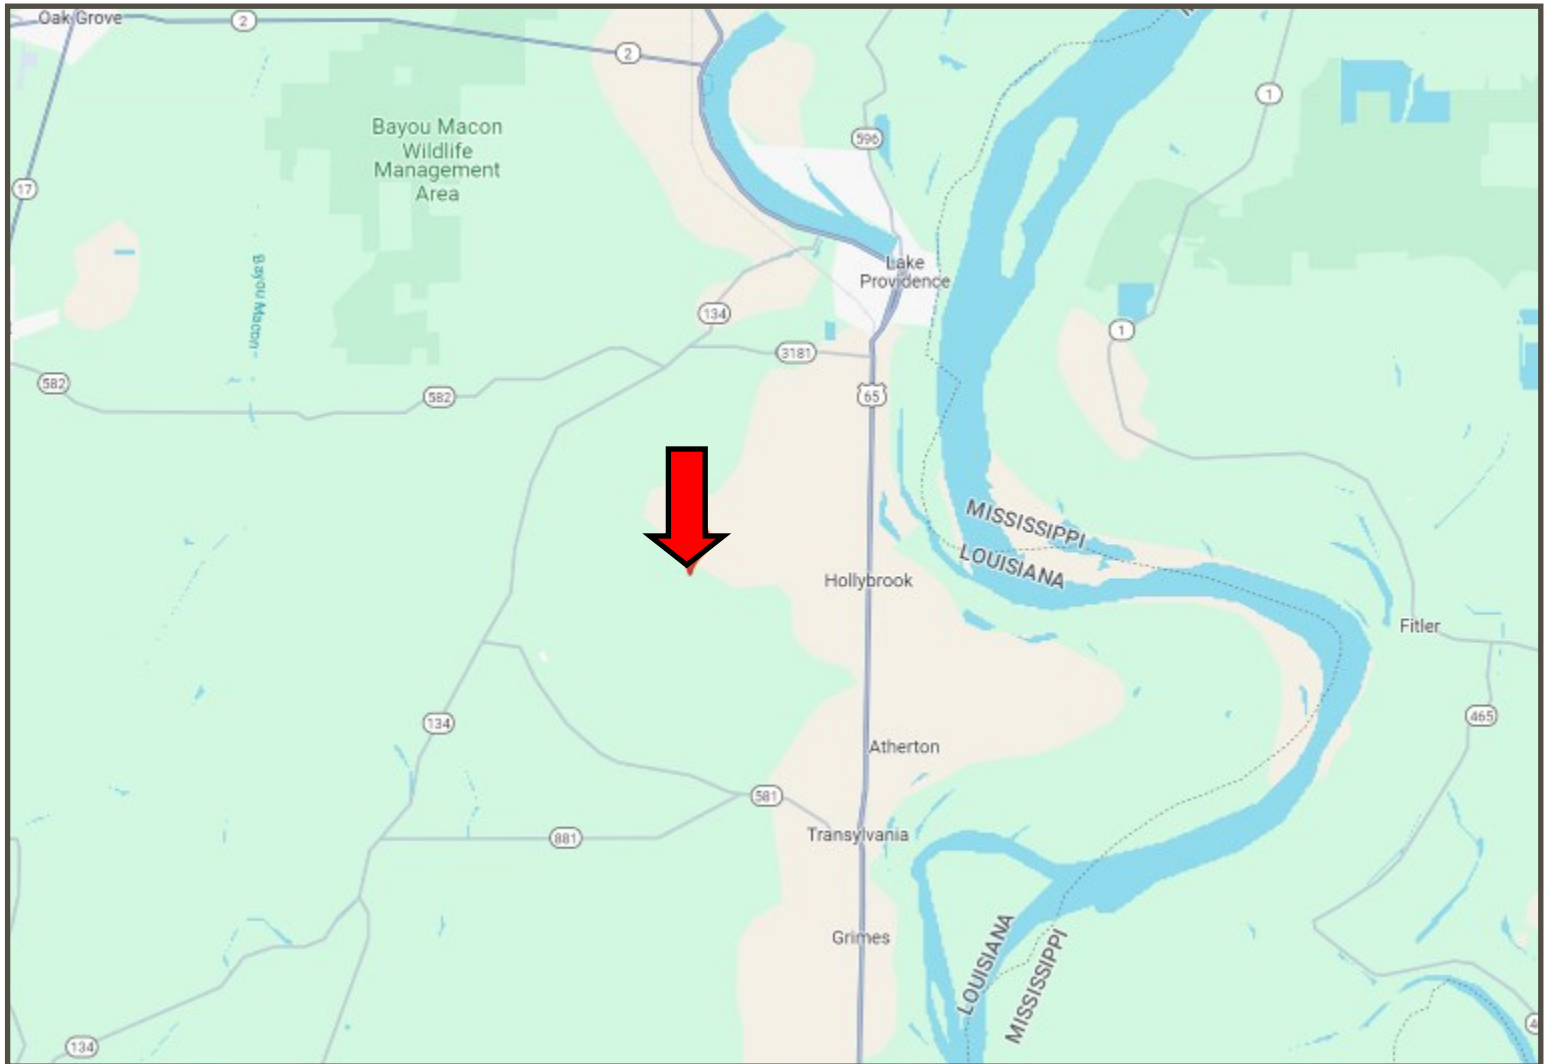 Oak Grove
2
2
Bayou Macon
Wildlife
Management
Area
596
1
17
Bayou Macon
Lake
Providence
134
3181
1
582
582
65
MISSISSIPPI
LOUISIANA
Hollybrook
Fitler
134
465
Atherton
581
Transylvania
881
Grimes
LOUISIANA
MISSISSIPPI
134